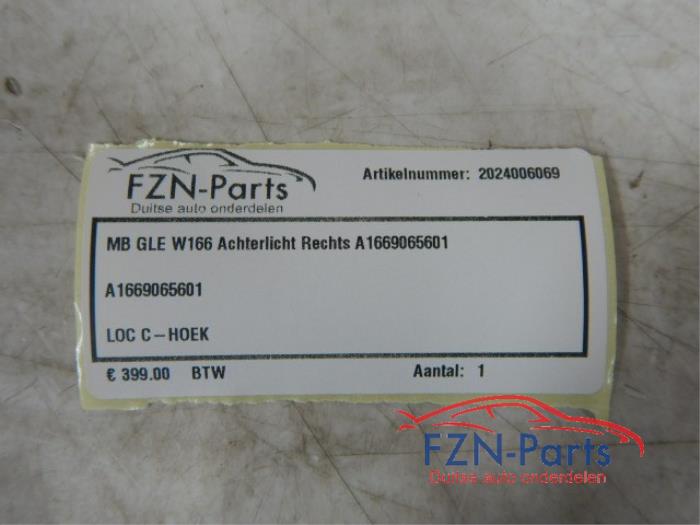 FZN-Parts
Duitse auto onderdelen
Artikelnummer: 2024006069
MB GLE W166 Achterlicht Rechts A1669065601
A1669065601
LOC C-HOEK
€ 399.00 BTW
Aantal: 1
FZN-Parts
Duitse auto onderdelen